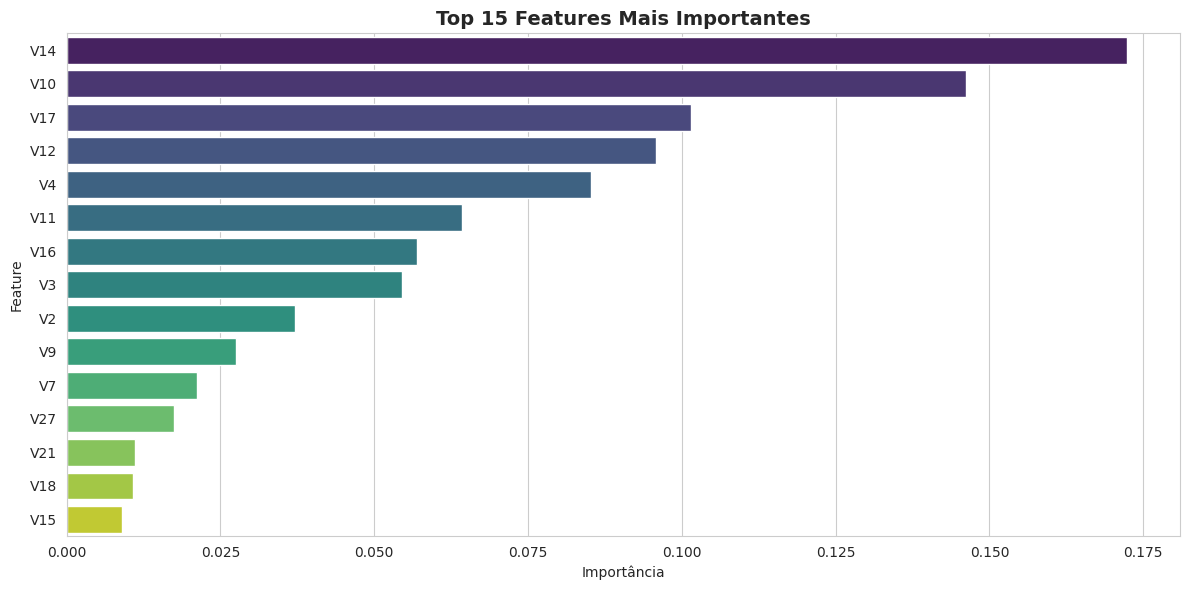 Top 15 Features Mais Importantes
V14
V10
V17
V12
V4
V11
V16
V3
V2
V9
V7
V27
V21
V18
V15
Feature
0.000 0.025 0.050 0.075 0.100 0.125 0.150 0.175
Importância